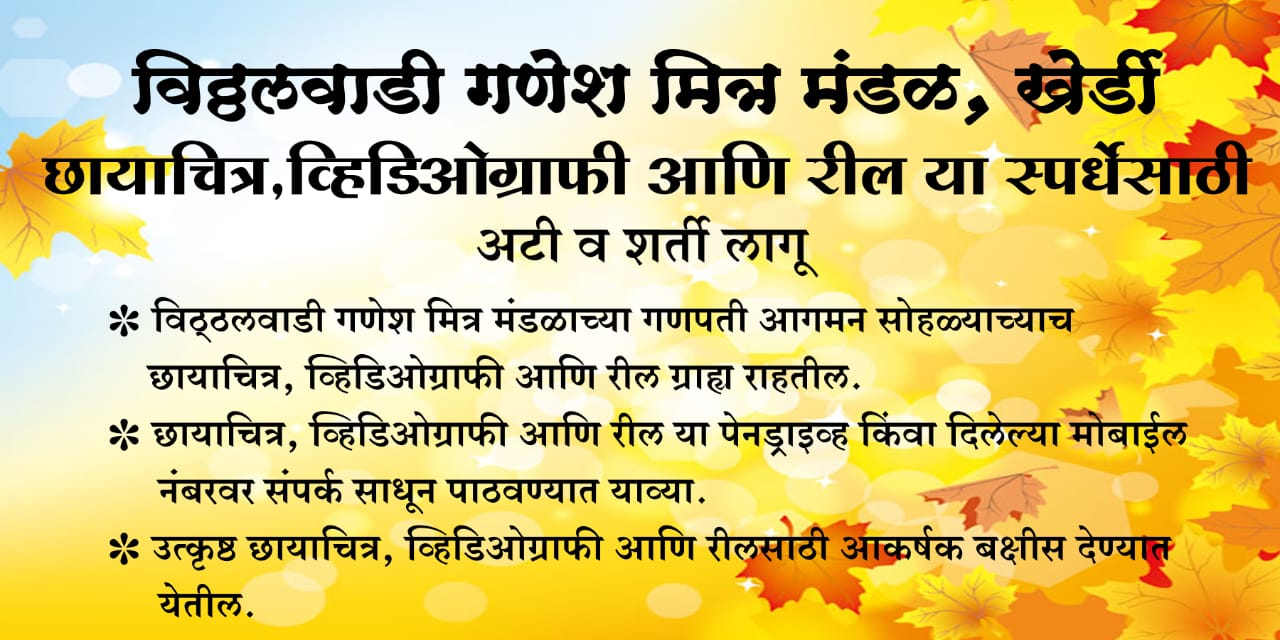 विठ्ठलवाडी गणेश मित्र मंडळ, खेर्डी
छायाचित्र,व्हिडिओग्राफी आणि रील या स्पर्धेसाठी
अटी व शर्ती लागू
✽ विठ्ठलवाडी गणेश मित्र मंडळाच्या गणपती आगमन सोहळ्याच्याच
छायाचित्र, व्हिडिओग्राफी आणि रील ग्राह्य राहतील.
✽ छायाचित्र, व्हिडिओग्राफी आणि रील या पेनड्राइव्ह किंवा दिलेल्या मोबाईल
नंबरवर संपर्क साधून पाठवण्यात याव्या.
✽ उत्कृष्ठ छायाचित्र, व्हिडिओग्राफी आणि रीलसाठी आकर्षक बक्षीस देण्यात
येतील.